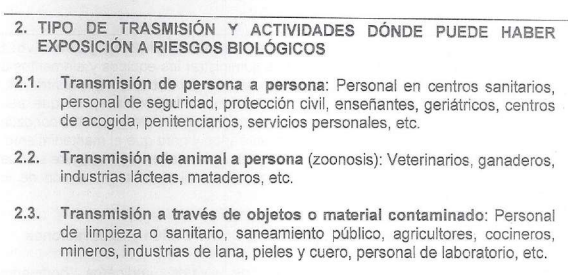 2. TIPO DE TRASMISIÓN Y ACTIVIDADES DÓNDE PUEDE HABER
EXPOSICIÓN A RIESGOS BIOLÓGICOS
2.1. Transmisión de persona a persona: Personal en centros sanitarios,
personal de seguridad, protección civil, enseñantes, geriátricos, centros
de acogida, penitenciarios, servicios personales, etc.
2.2. Transmisión de animal a persona (zoonosis): Veterinarios, ganaderos,
industrias lácteas, mataderos, etc.
2.3. Transmisión a través de objetos o material contaminado: Personal
de limpieza o sanitario, saneamiento público, agricultores, cocineros,
mineros, industrias de lana, pieles y cuero, personal de laboratorio, etc.